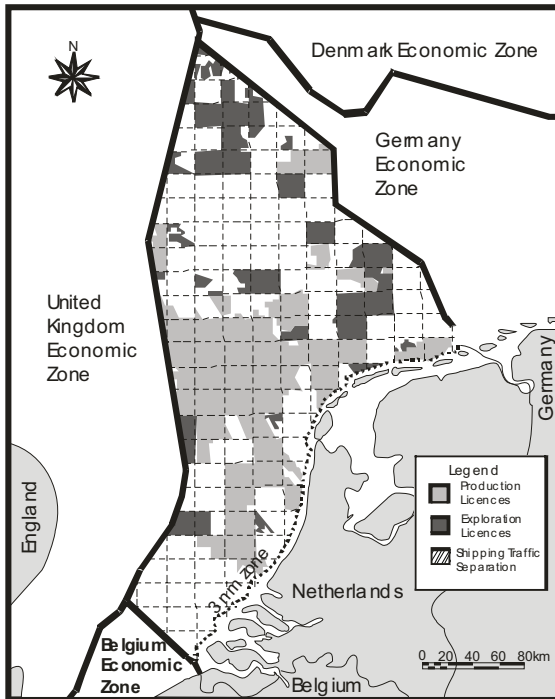 N
Denmark Economic Zone
Germany
Economic
Zone
United
Kingdom
Economic
Zone
Germany
England
Legend
Production
Licences
Exploration
Licences
Shipping Traffic
Separation
3 nm zone
Netherlands
Belgium
Economic
Zone
Belgium
0 20 40 60 80km